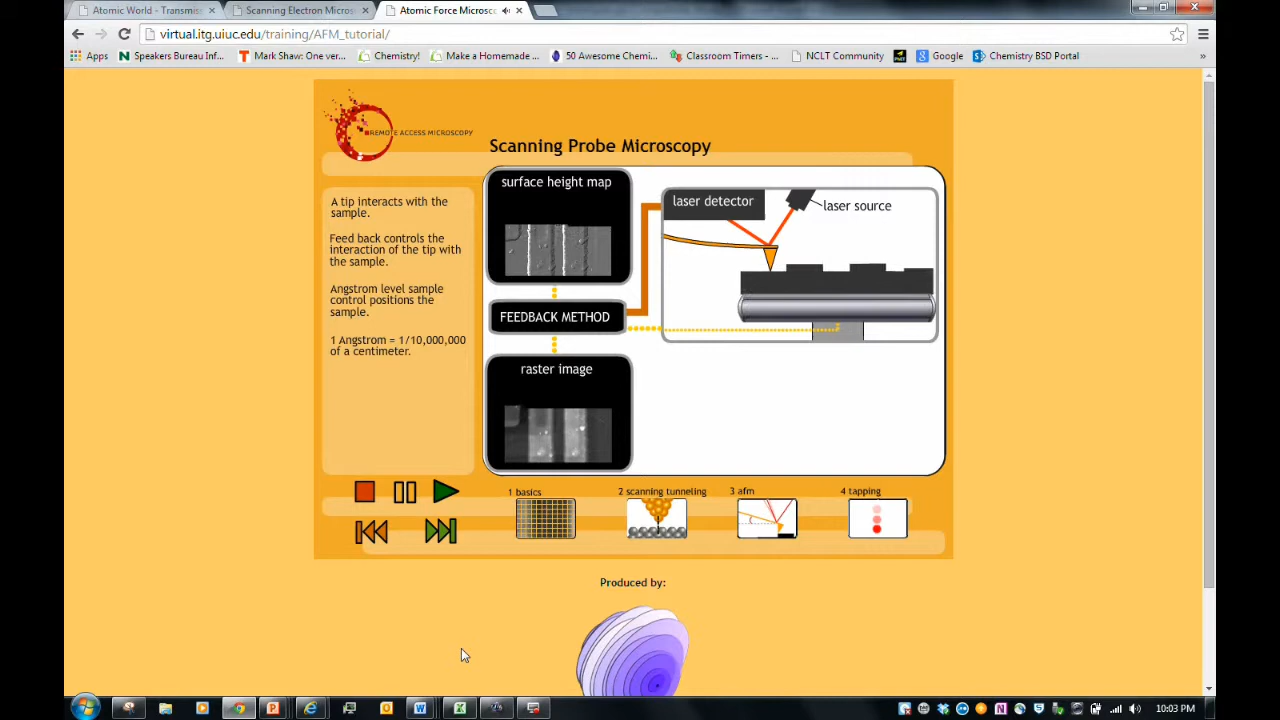 Atomic World - Transmis
Scanning Electron Micros
Atomic Force Microsc
virtual.itg.uiuc.edu/training/AFM_tutorial/
Apps
Speakers Bureau Inf...
Mark Shaw: One ver...
Chemistry!
Make a Homemade ...
50 Awesome Chemi...
Classroom Timers - ...
NCLT Community
Google
Chemistry BSD Portal
»
REMOTE ACCESS MICROSCOPY
Scanning Probe Microscopy
A tip interacts with the
sample.
Feed back controls the
interaction of the tip with
the sample.
Angstrom level sample
control positions the
sample.
1 Angstrom = 1/10,000,000
of a centimeter.
surface height map
FEEDBACK METHOD
raster image
laser detector
laser source
1 basics
2 scanning tunneling
3 afm
4 tapping
Produced by:
10:03 PM